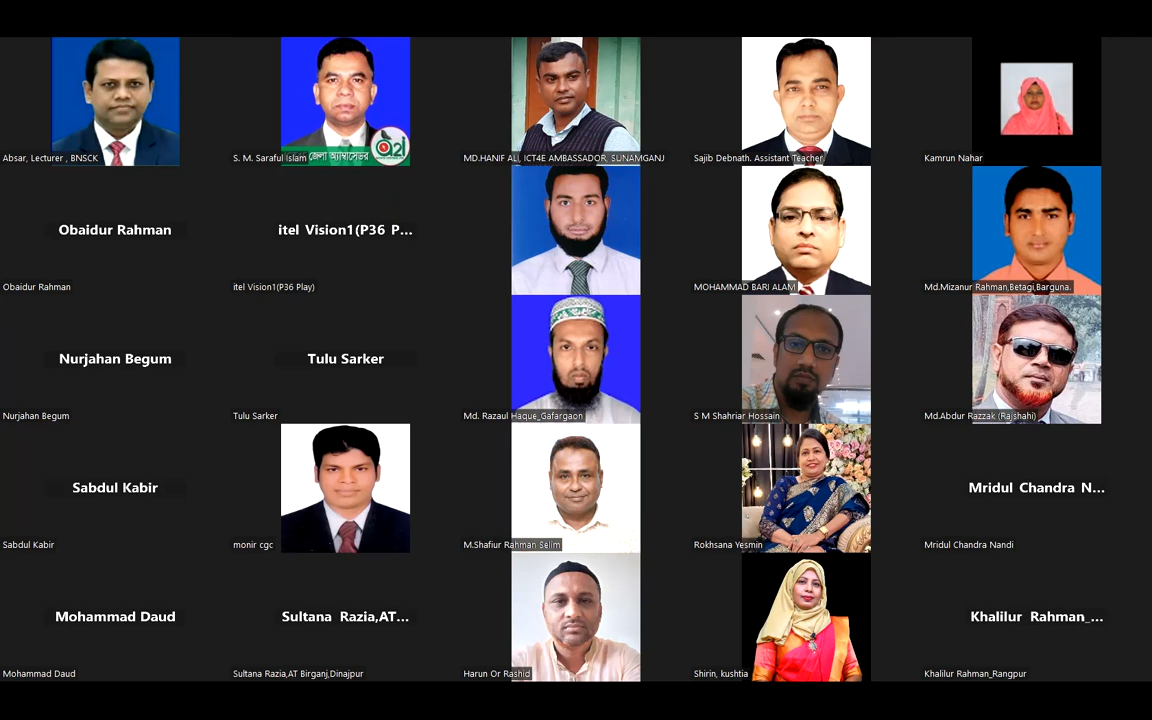 Absar, Lecturer , BNSCK
S. M. Saraful Islam
জেলা অ্যাম্বাসেডর
a2i
MD.HANIF ALI, ICT4E AMBASSADOR, SUNAMGANJ
Sajib Debnath. Assistant Teacher
Kamrun Nahar
Obaidur Rahman
itel Vision1(P36 P...
Obaidur Rahman
itel Vision1(P36 Play)
MOHAMMAD BARI ALAM
Md.Mizanur Rahman,Betagi,Barguna.
Nurjahan Begum
Tulu Sarker
Nurjahan Begum
Tulu Sarker
Md. Razaul Haque_Gafargaon
S M Shahriar Hossain
Md.Abdur Razzak (Rajshahi)
Sabdul Kabir
Mridul Chandra N...
Sabdul Kabir
monir cgc
M.Shafiur Rahman Selim
Rokhsana Yesmin
Mridul Chandra Nandi
Mohammad Daud
Sultana Razia,AT...
Khalilur Rahman_...
Mohammad Daud
Sultana Razia,AT Birganj,Dinajpur
Harun Or Rashid
Shirin, kushtia
Khalilur Rahman_Rangpur